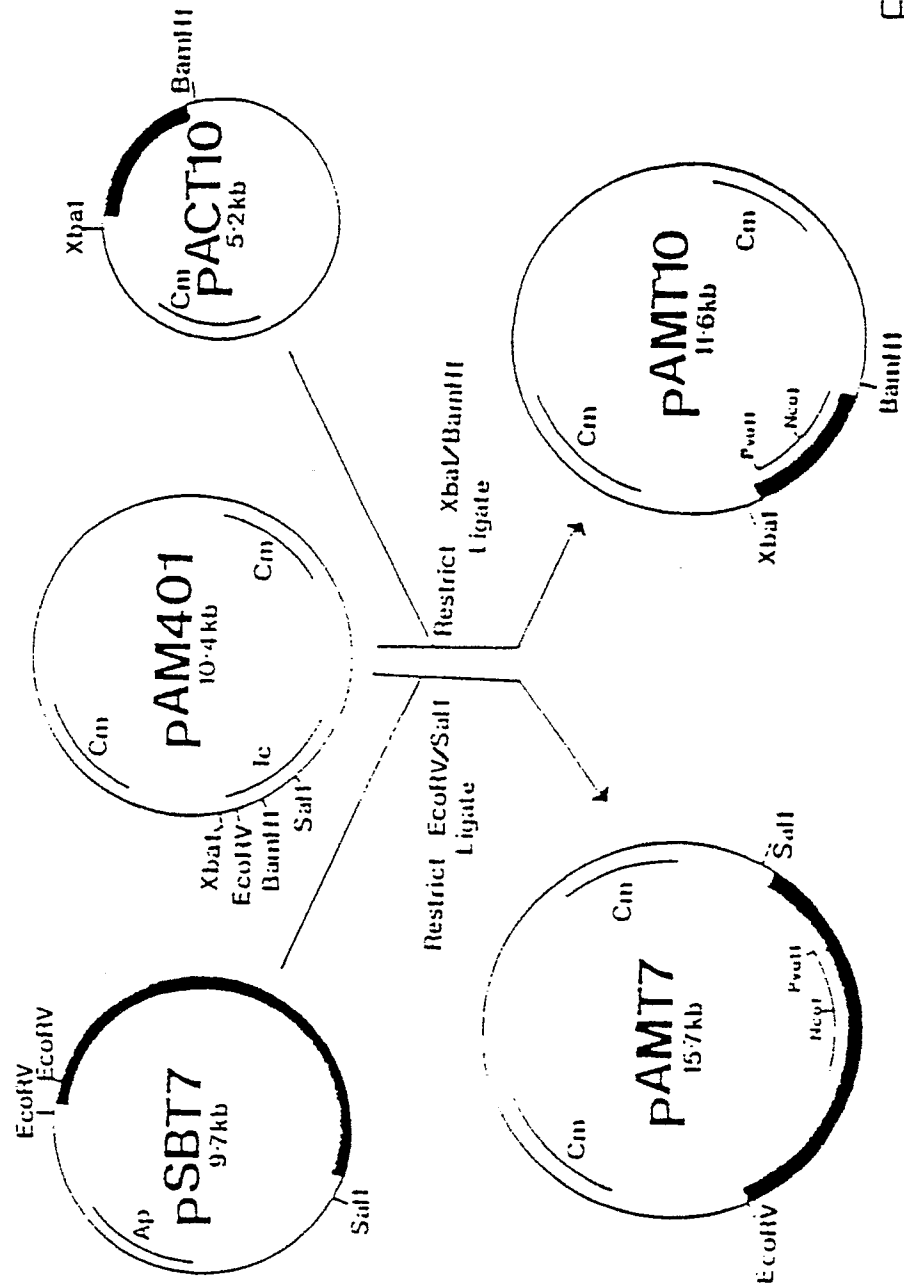 EcoRV
EcoRV
Ap
pSBT7
9·7kb
SalI
Cm
pAM401
10·4kb
Cm
Tc
XbaI
EcoRV
BamHI
SalI
XbaI
BamHI
Cm
pACT10
5·2kb
Restrict EcoRV/SalI
Ligate
Restrict XbaI/BamHI
Ligate
Cm
pAMT7
15·7kb
Cm
SalI
PvuII
NcoI
EcoRV
Cm
pAMT10
11·6kb
Cm
PvuII
NcoI
XbaI
BamHI